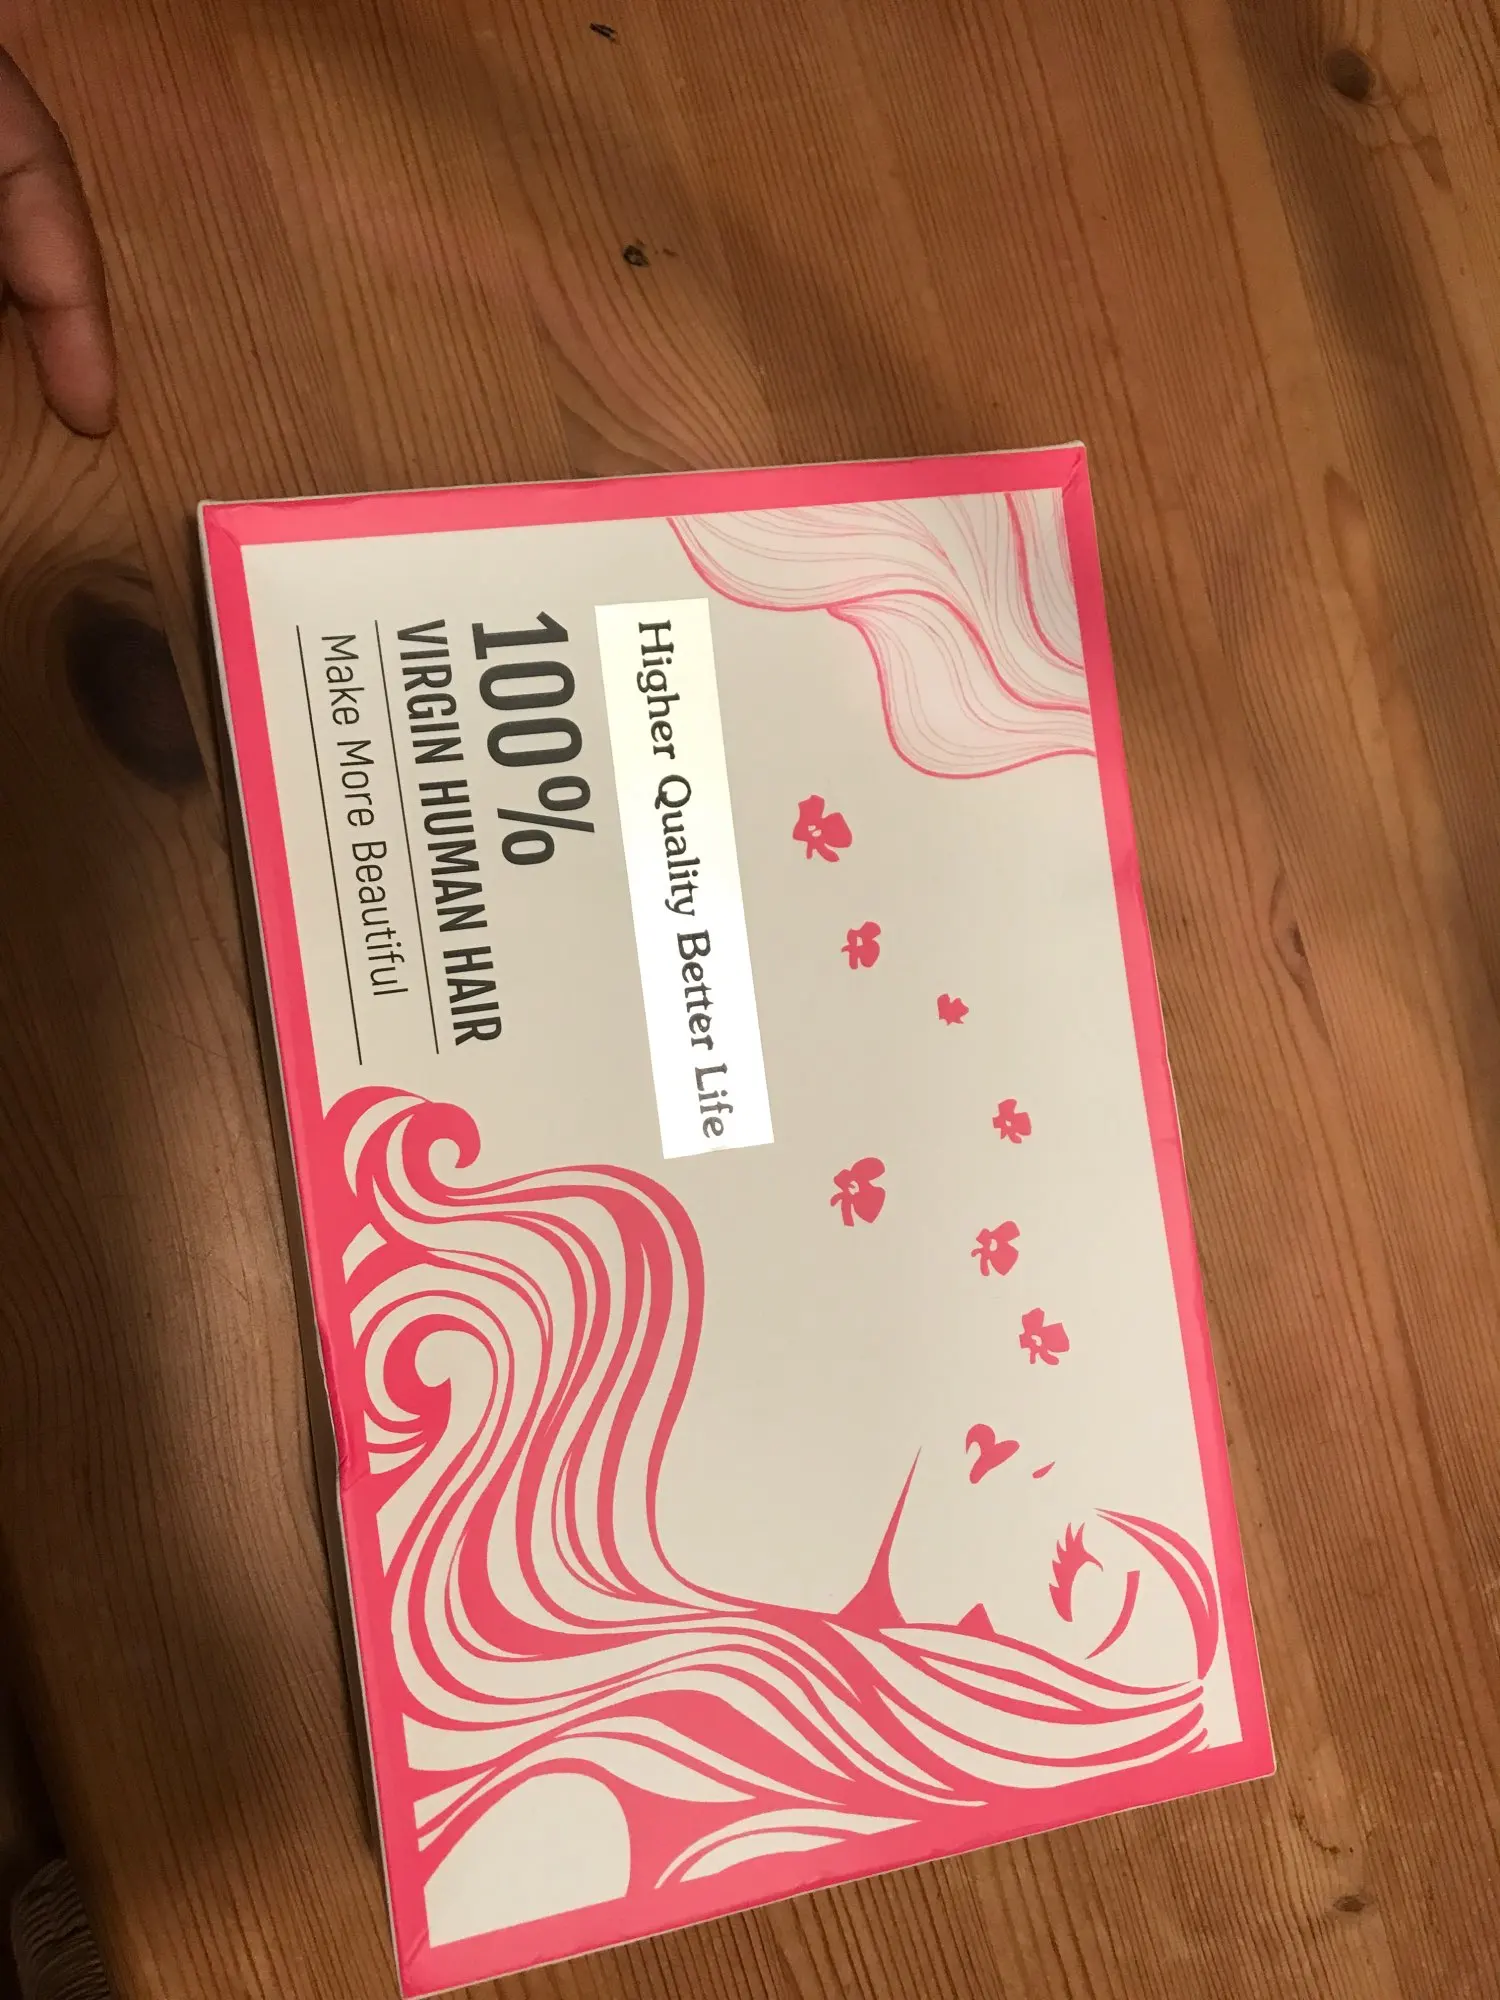 Higher Quality Better Life
100%
VIRGIN HUMAN HAIR
Make More Beautiful